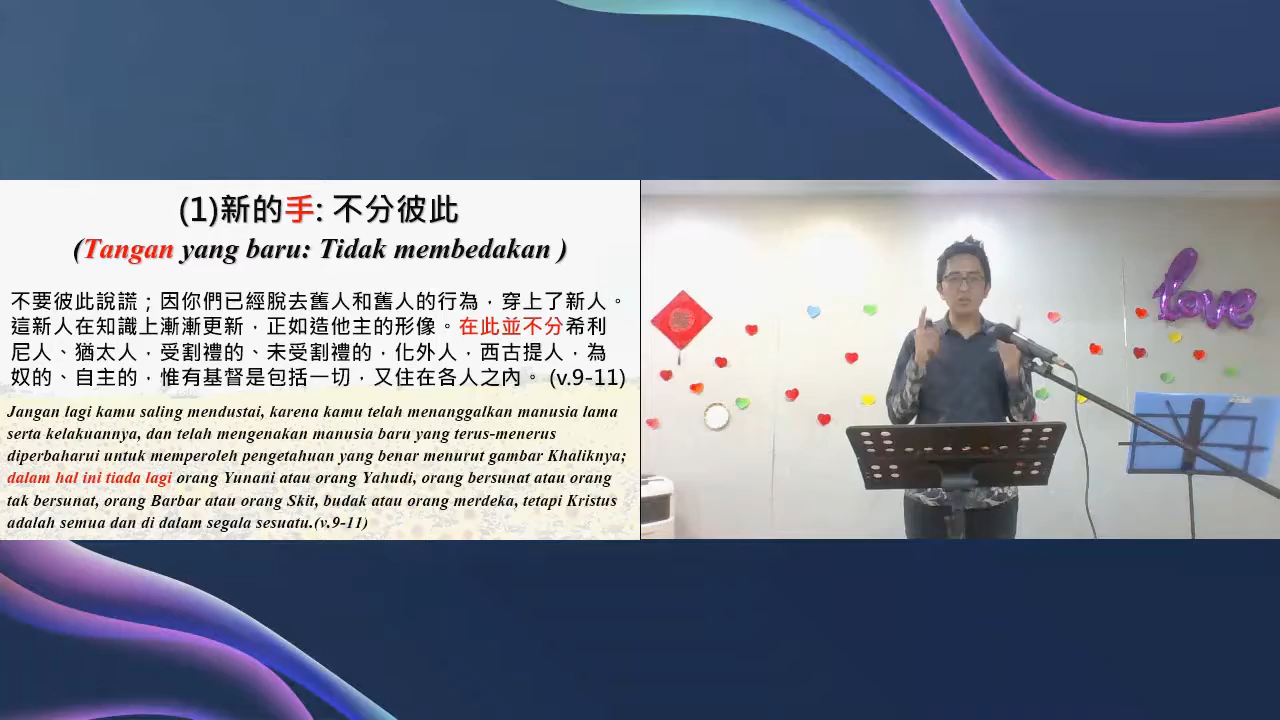 (1)新的手: 不分彼此
(Tangan yang baru: Tidak membedakan )
不要彼此說謊；因你們已經脫去舊人和舊人的行為，穿上了新人。
這新人在知識上漸漸更新，正如造他主的形像。在此並不分希利
尼人、猶太人，受割禮的、未受割禮的，化外人，西古提人，為
奴的、自主的，惟有基督是包括一切，又住在各人之內。 (v.9-11)
Jangan lagi kamu saling mendustai, karena kamu telah menanggalkan manusia lama
serta kelakuannya, dan telah mengenakan manusia baru yang terus-menerus
diperbaharui untuk memperoleh pengetahuan yang benar menurut gambar Khaliknya;
dalam hal ini tiada lagi orang Yunani atau orang Yahudi, orang bersunat atau orang
tak bersunat, orang Barbar atau orang Skit, budak atau orang merdeka, tetapi Kristus
adalah semua dan di dalam segala sesuatu.(v.9-11)
love